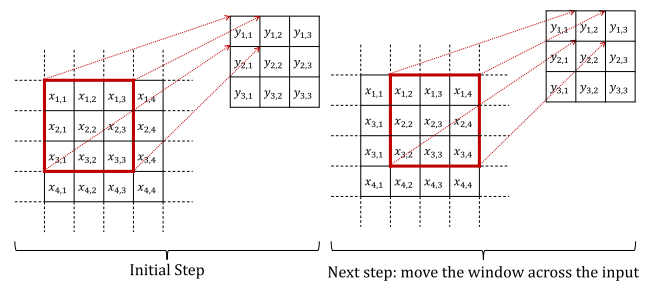 y1,1 y1,2 y1,3
y2,1 y2,2 y2,3
y3,1 y3,2 y3,3
x1,1 x1,2 x1,3 x1,4
x2,1 x2,2 x2,3 x2,4
x3,1 x3,2 x3,3 x3,4
x4,1 x4,2 x4,3 x4,4
Initial Step
y1,1 y1,2 y1,3
y2,1 y2,2 y2,3
y3,1 y3,2 y3,3
x1,1 x1,2 x1,3 x1,4
x3,1 x2,2 x2,3 x2,4
x3,1 x3,2 x3,3 x3,4
x4,1 x4,2 x4,3 x4,4
Next step: move the window across the input